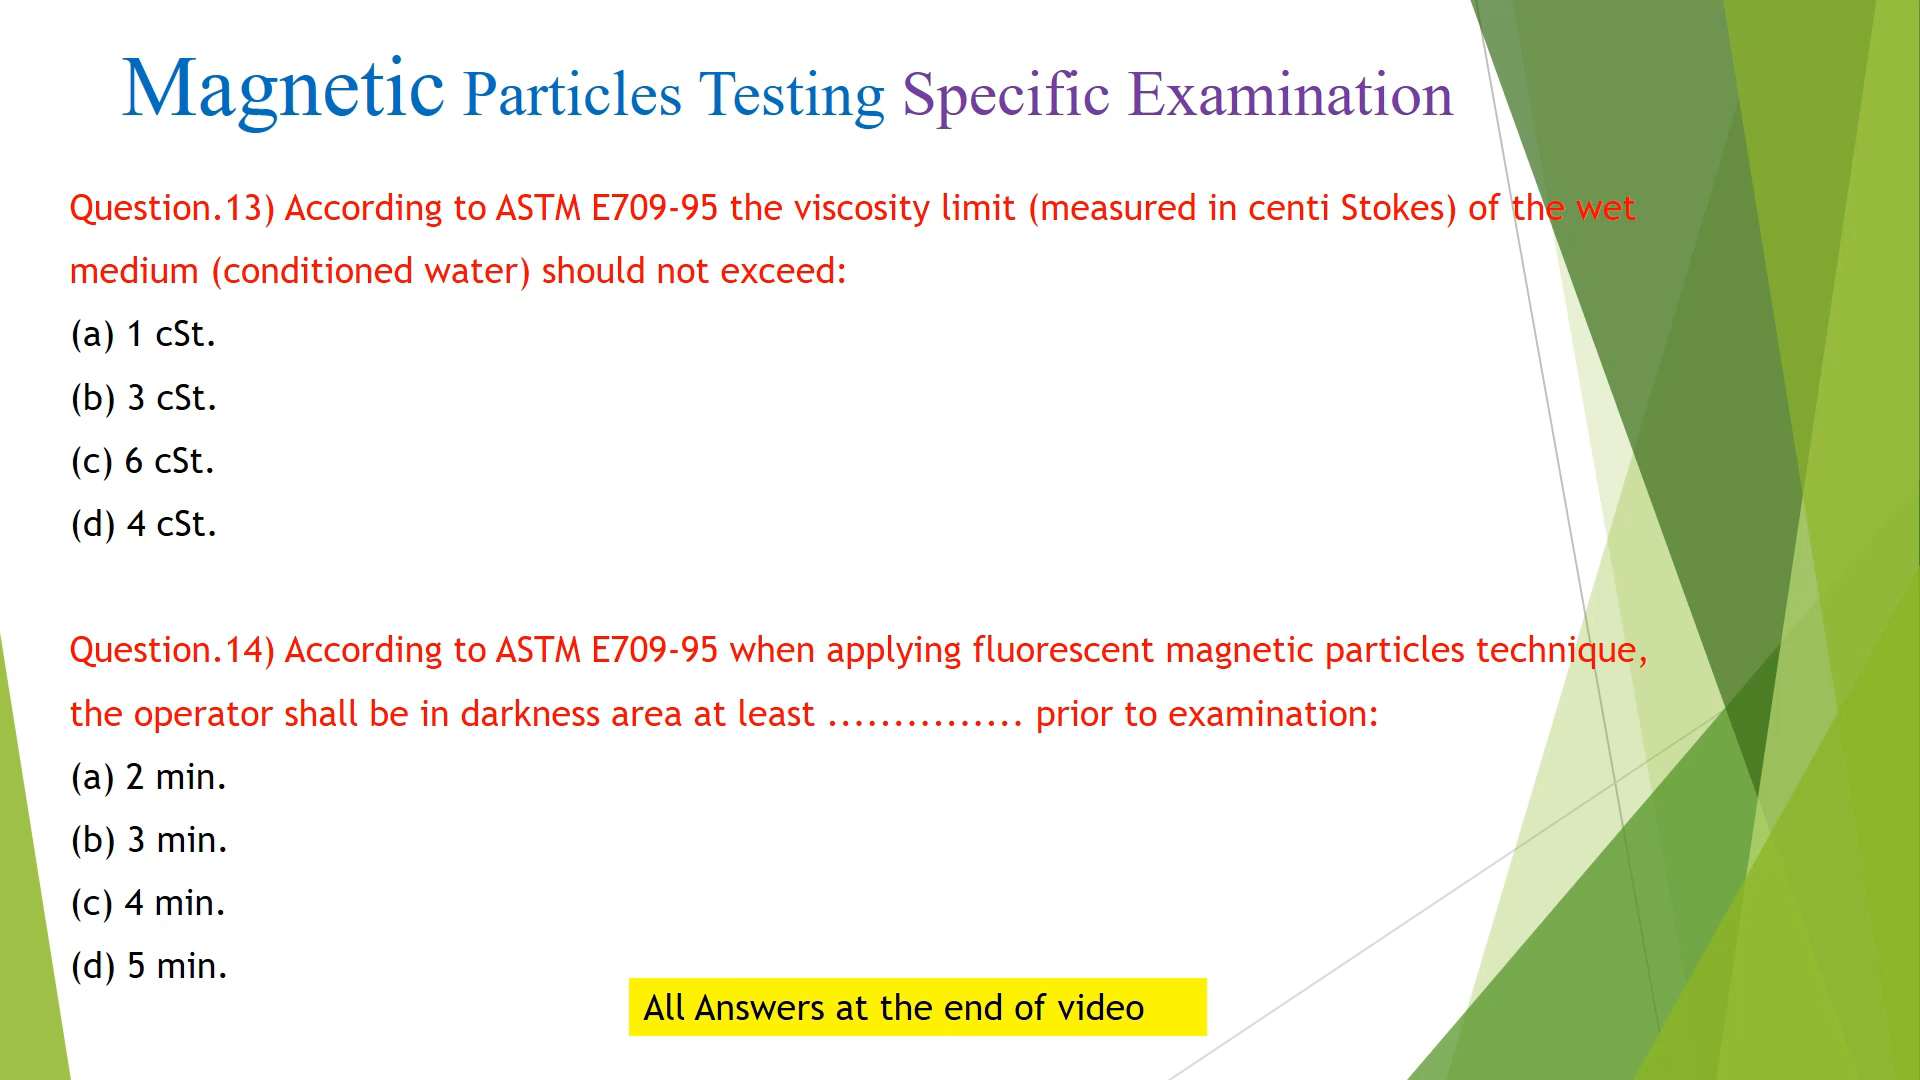 Magnetic Particles Testing Specific Examination
Question.13) According to ASTM E709-95 the viscosity limit (measured in centi Stokes) of the wet
medium (conditioned water) should not exceed:
(a) 1 cSt.
(b) 3 cSt.
(c) 6 cSt.
(d) 4 cSt.
Question.14) According to ASTM E709-95 when applying fluorescent magnetic particles technique,
the operator shall be in darkness area at least ............... prior to examination:
(a) 2 min.
(b) 3 min.
(c) 4 min.
(d) 5 min.
All Answers at the end of video